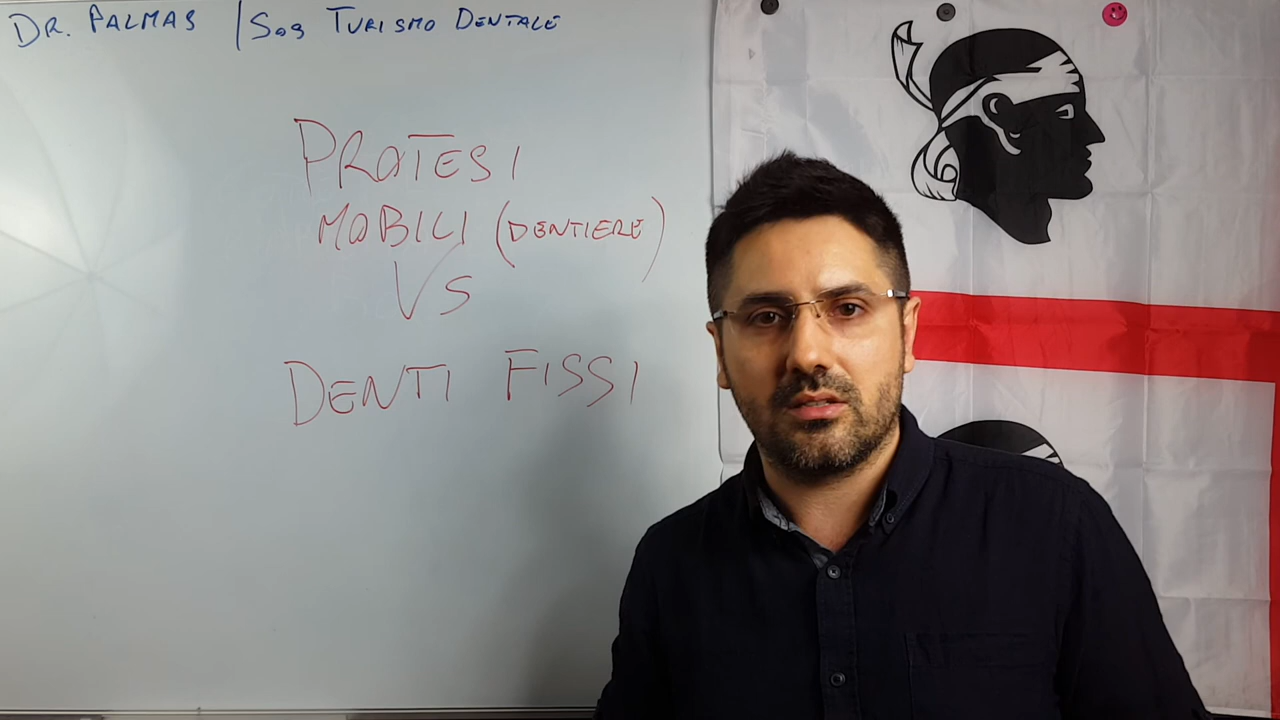 DR. PALMAS | SOS TURISMO DENTALE
PROTESI
MOBILI (DENTIERE)
VS
DENTI FISSI